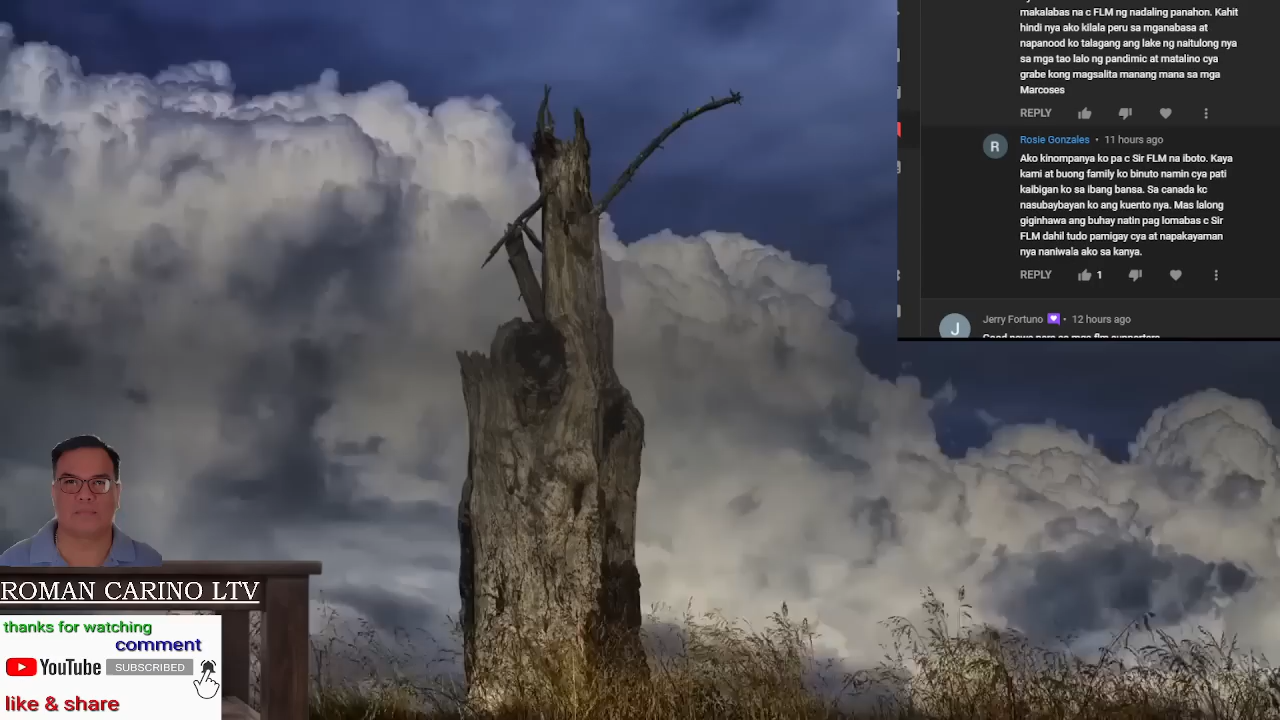 makalabas na c FLM ng nadaling panahon. Kahit
hindi nya ako kilala peru sa mganabasa at
napanood ko talagang ang lake ng naitulong nya
sa mga tao lalo ng pandimic at matalino cya
grabe kong magsalita manang mana sa mga
Marcoses
REPLY
R
Rosie Gonzales • 11 hours ago
Ako kinompanya ko pa c Sir FLM na iboto. Kaya
kami at buong family ko binuto namin cya pati
kaibigan ko sa ibang bansa. Sa canada kc
nasubaybayan ko ang kuento nya. Mas lalong
giginhawa ang buhay natin pag lomabas c Sir
FLM dahil tudo pamigay cya at napakayaman
nya naniwala ako sa kanya.
REPLY 1
J
Jerry Fortuno • 12 hours ago
ROMAN CARINO LTV
thanks for watching
comment
YouTube SUBSCRIBED
like & share